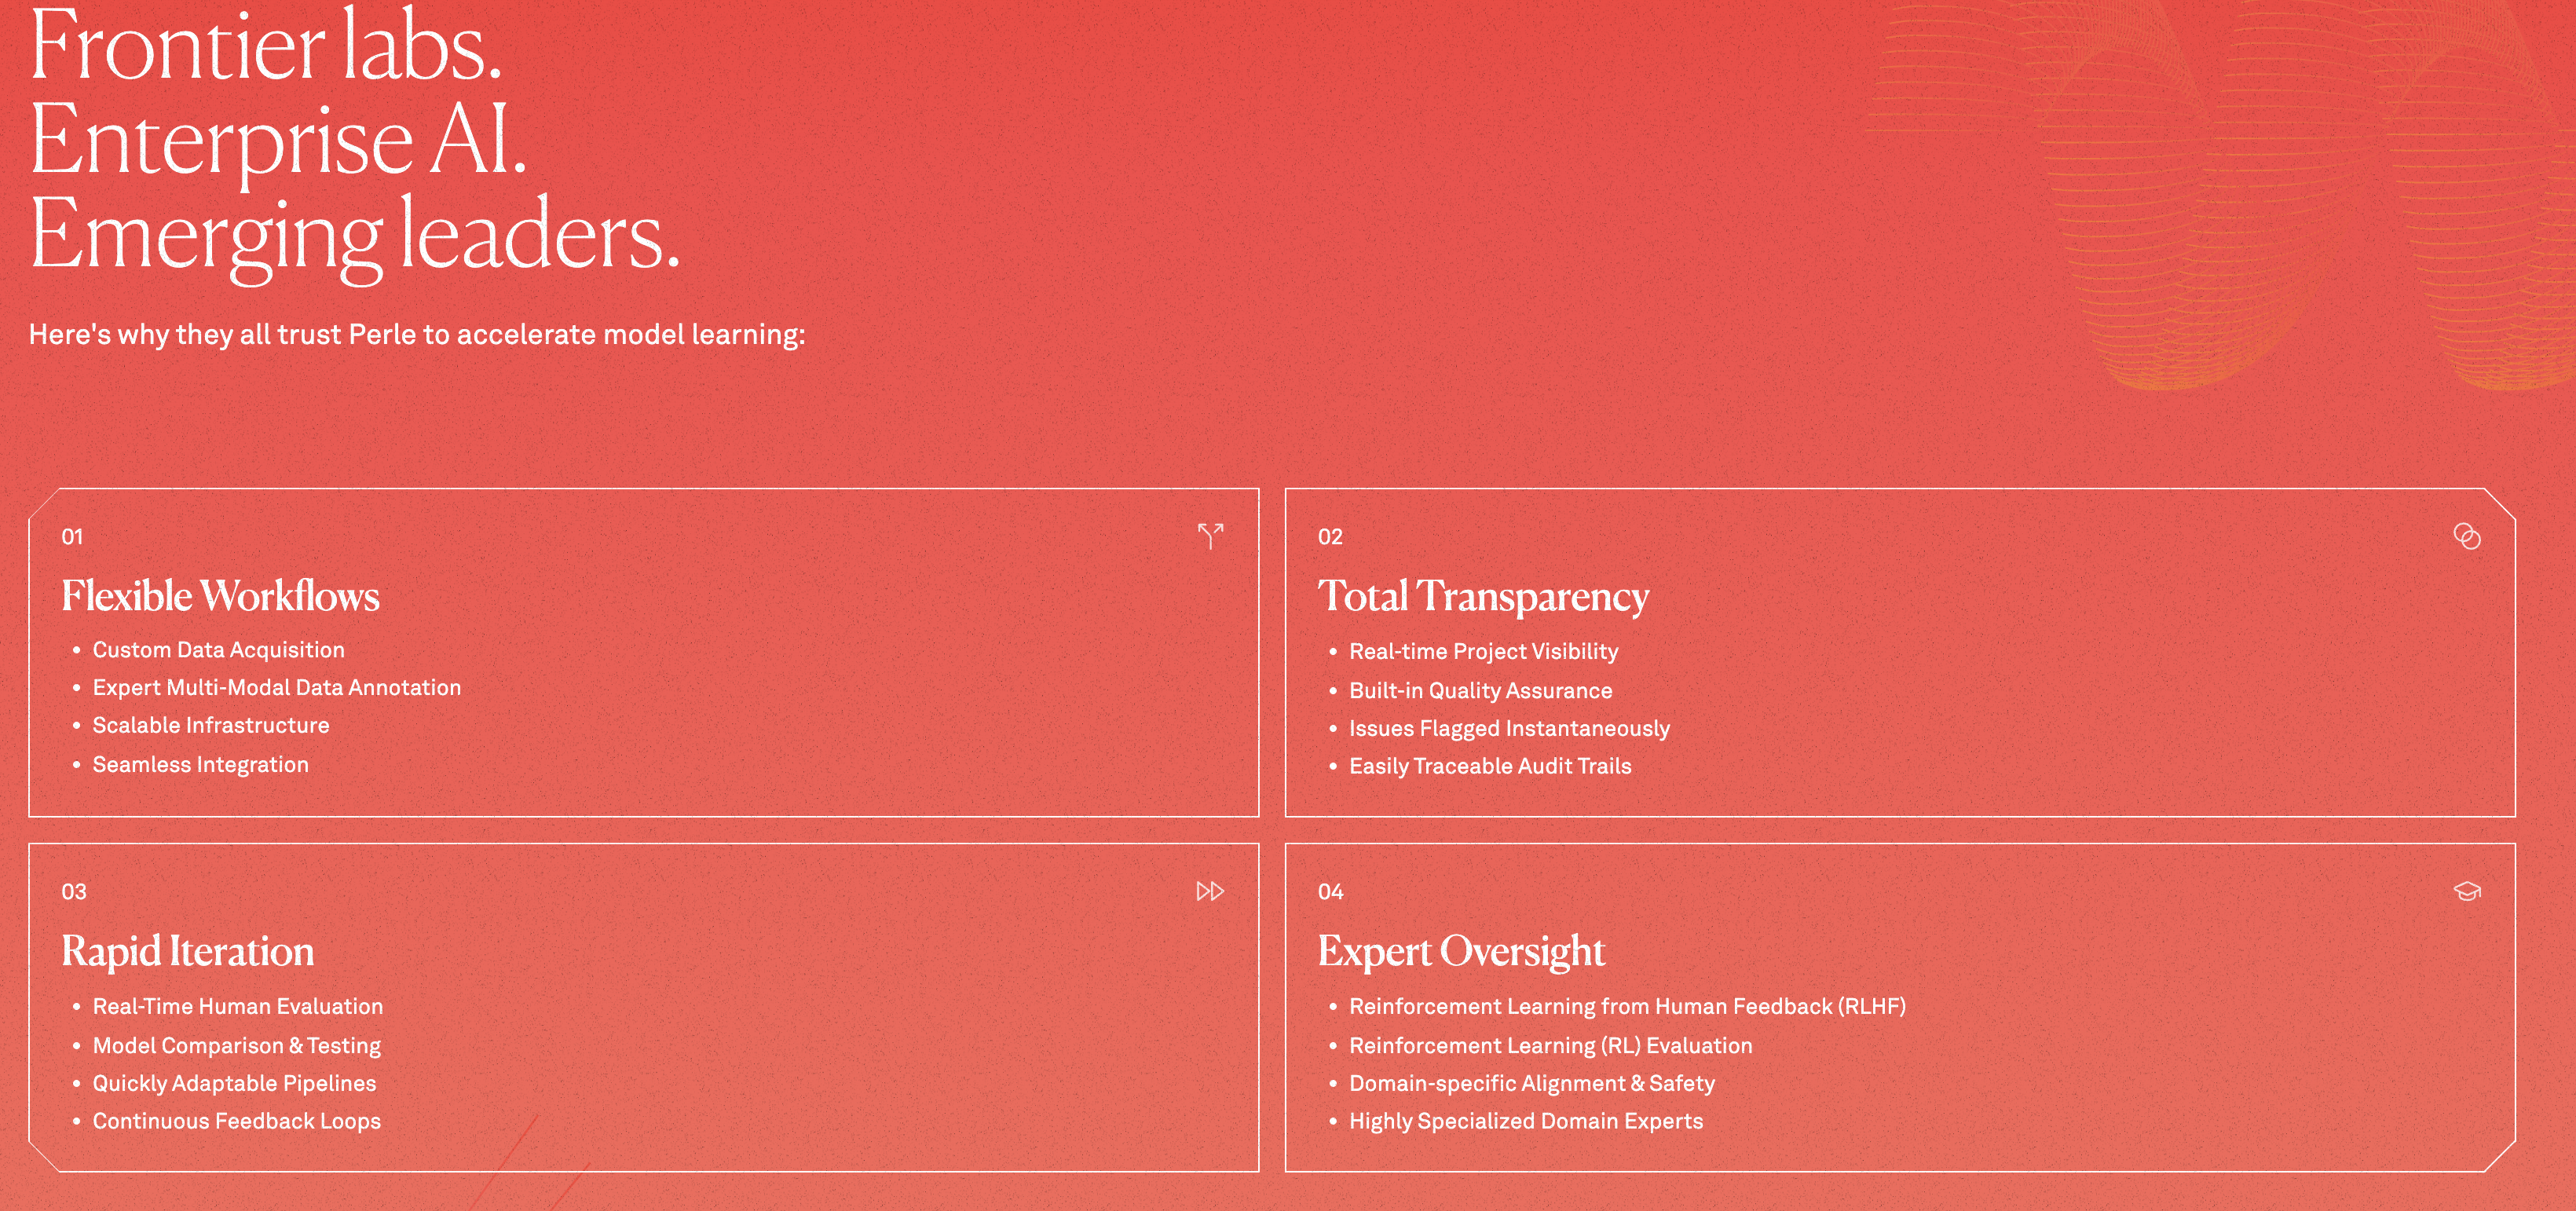 Frontier labs.
Enterprise AI.
Emerging leaders.
Here's why they all trust Perle to accelerate model learning:
01
Flexible Workflows
• Custom Data Acquisition
• Expert Multi-Modal Data Annotation
• Scalable Infrastructure
• Seamless Integration
02
Total Transparency
• Real-time Project Visibility
• Built-in Quality Assurance
• Issues Flagged Instantaneously
• Easily Traceable Audit Trails
03
Rapid Iteration
• Real-Time Human Evaluation
• Model Comparison & Testing
• Quickly Adaptable Pipelines
• Continuous Feedback Loops
04
Expert Oversight
• Reinforcement Learning from Human Feedback (RLHF)
• Reinforcement Learning (RL) Evaluation
• Domain-specific Alignment & Safety
• Highly Specialized Domain Experts